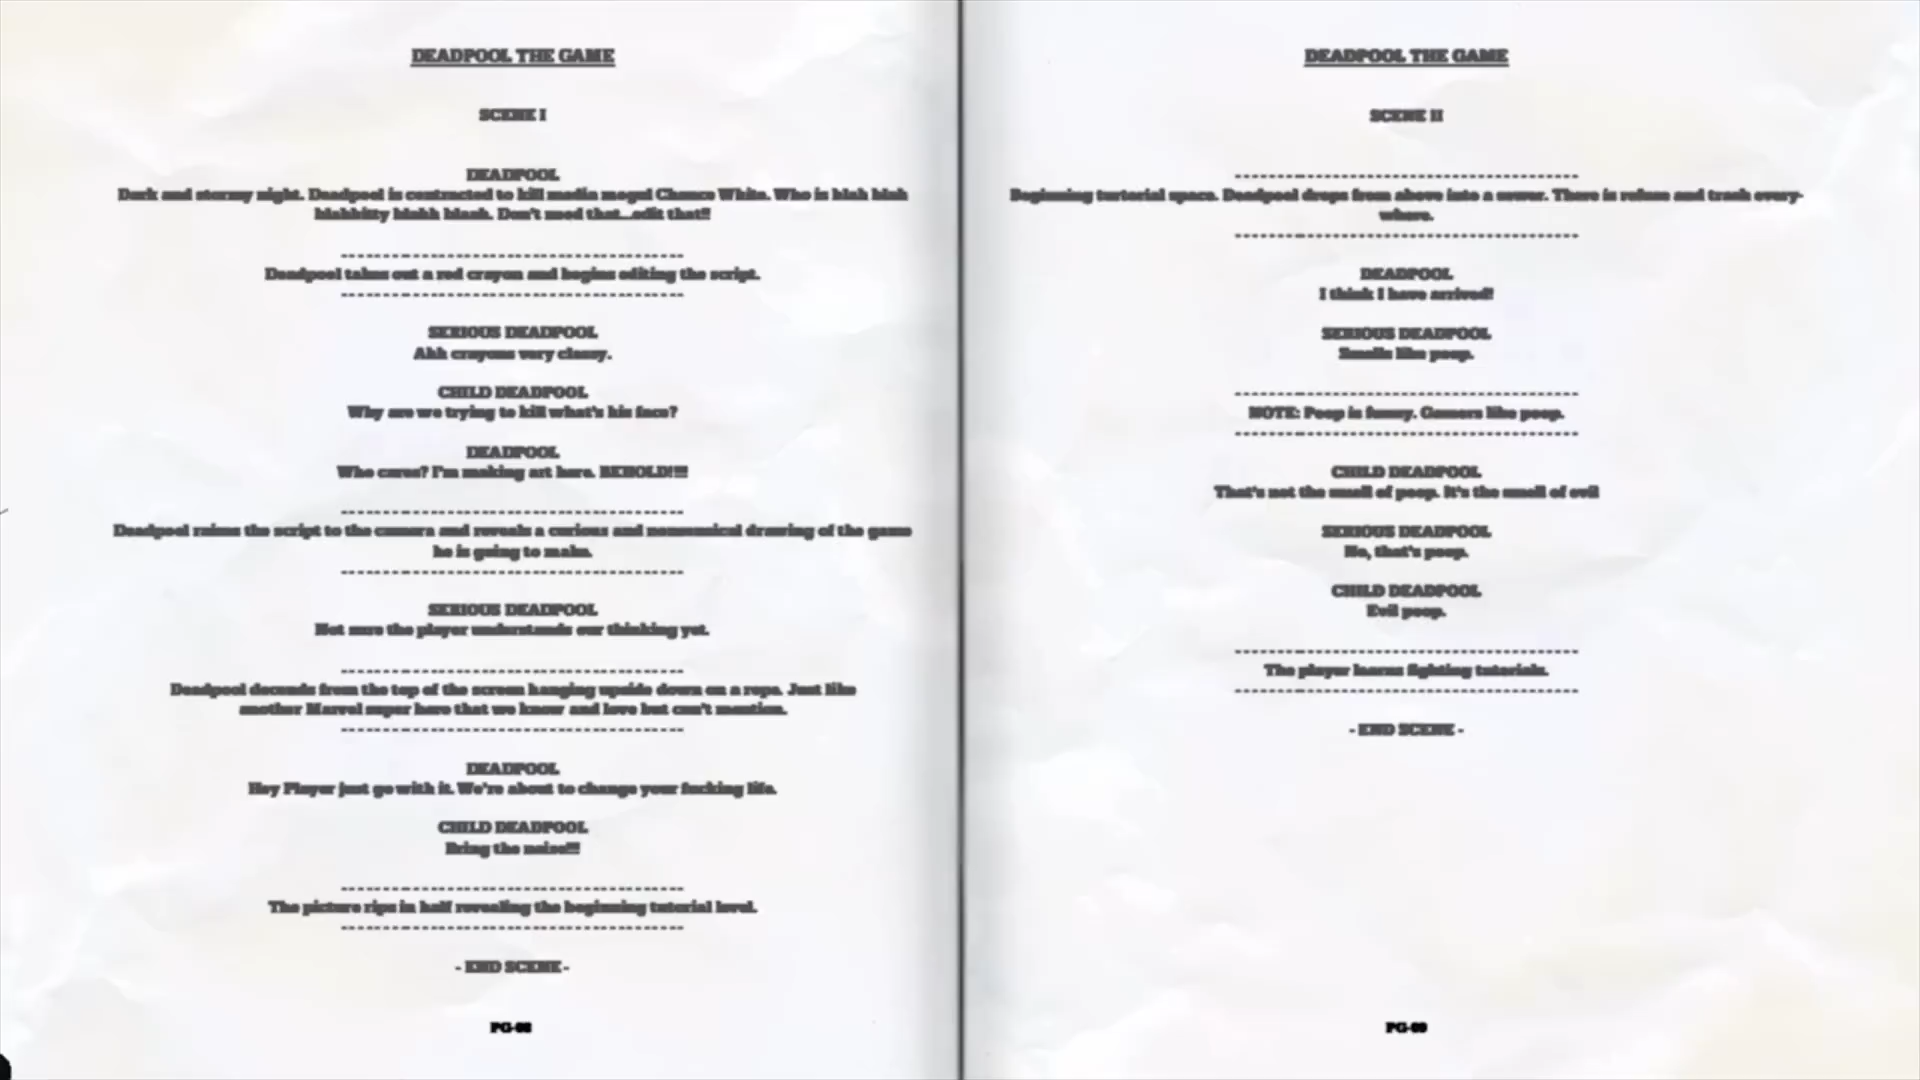 DEADPOOL THE GAME
SCENE I
DEADPOOL
Dark and stormy night. Deadpool is contracted to kill media mogul Chance White. Who is blah blah
blahbitty blahh blaah. Don't need that...edit that!!
Deadpool takes out a red crayon and begins editing the script.
SERIOUS DEADPOOL
Ahh crayons very classy.
CHILD DEADPOOL
Why are we trying to kill what's his face?
DEADPOOL
Who cares? I'm making art here. BEHOLD!!!!
Deadpool raises the script to the camera and reveals a curious and nonsensical drawing of the game
he is going to make.
SERIOUS DEADPOOL
Not sure the player understands our thinking yet.
Deadpool decends from the top of the screen hanging upside down on a rope. Just like
another Marvel super hero that we know and love but can't mention.
DEADPOOL
Hey Player just go with it. We're about to change your fucking life.
CHILD DEADPOOL
Bring the noise!!!
The picture rips in half revealing the beginning tutorial level.
- END SCENE-
PG-08
DEADPOOL THE GAME
SCENE II
Beginning turtorial space. Deadpool drops from above into a sewer. There is refuse and trash every-
where.
DEADPOOL
I think I have arrived!
SERIOUS DEADPOOL
Smells like poop.
NOTE: Poop is funny. Gamers like poop.
CHILD DEADPOOL
That's not the smell of poop. It's the smell of evil
SERIOUS DEADPOOL
No, that's poop.
CHILD DEADPOOL
Evil poop.
The player learns fighting tutorials.
- END SCENE -
PG-09